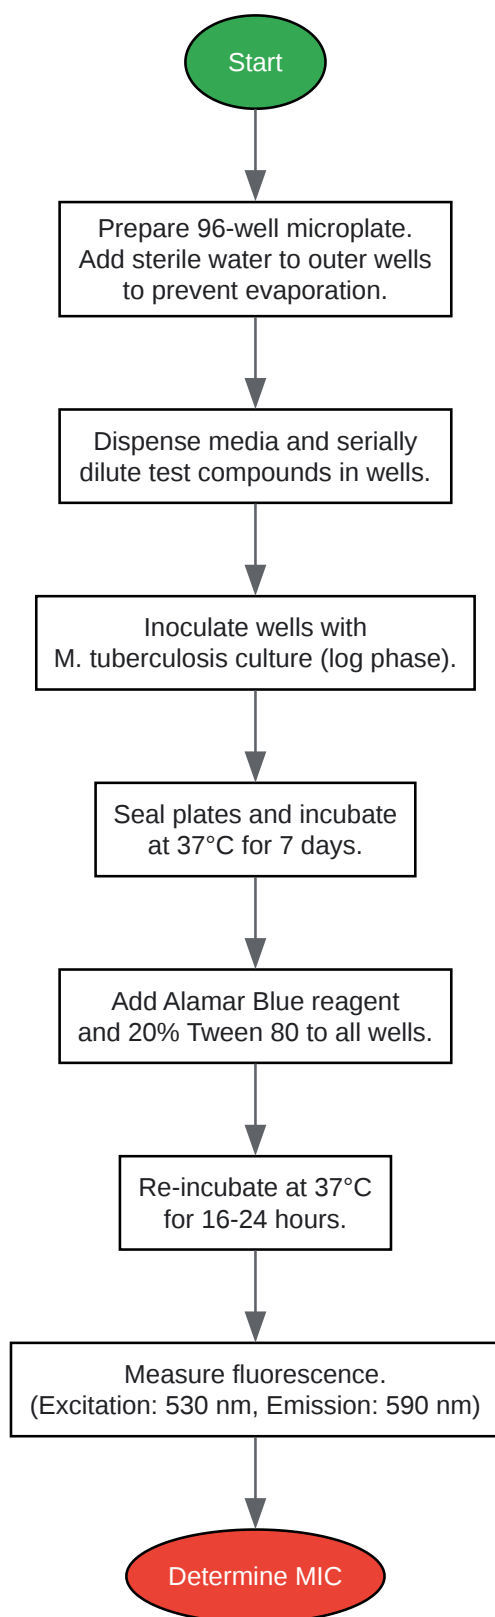 Start
Prepare 96-well microplate.
Add sterile water to outer wells
to prevent evaporation.
Dispense media and serially
dilute test compounds in wells.
Inoculate wells with
M. tuberculosis culture (log phase).
Seal plates and incubate
at 37°C for 7 days.
Add Alamar Blue reagent
and 20% Tween 80 to all wells.
Re-incubate at 37°C
for 16-24 hours.
Measure fluorescence.
(Excitation: 530 nm, Emission: 590 nm)
Determine MIC